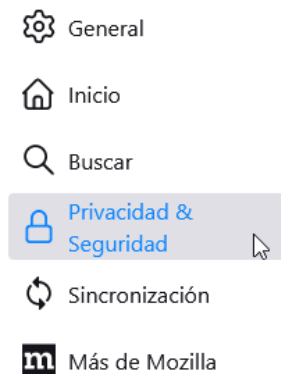 General
Inicio
Buscar
Privacidad &
Seguridad
Sincronización
m Más de Mozilla